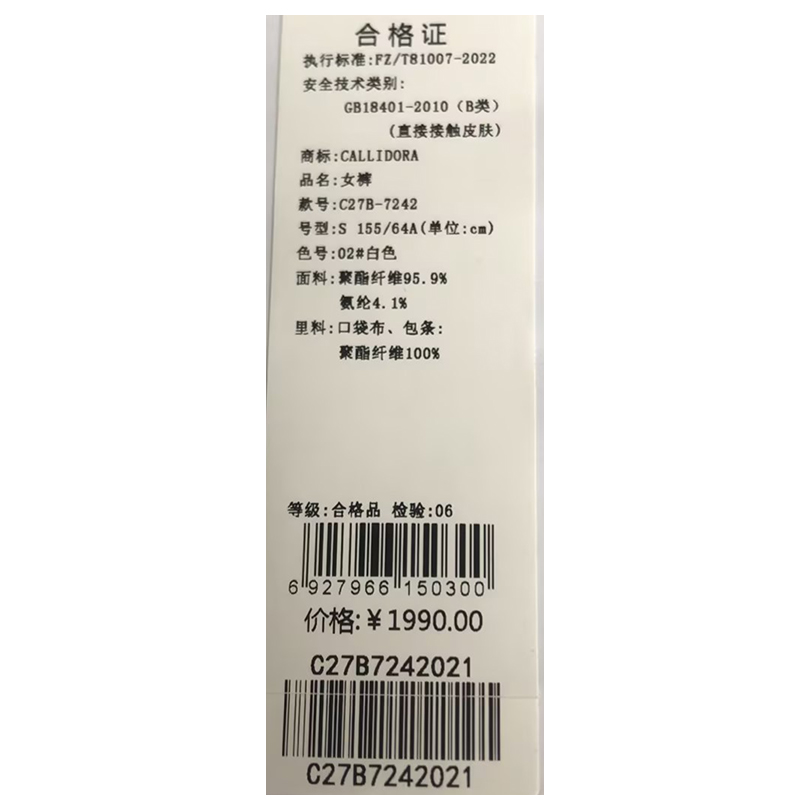 合格证
执行标准:FZ/T81007-2022
安全技术类别:
GB18401-2010（B类）
(直接接触皮肤)
商标:CALLIDORA
品名:女裤
款号:C27B-7242
号型:S 155/64A(单位:cm)
色号:02#白色
面料:聚酯纤维95.9%
氨纶4.1%
里料:口袋布、包条:
聚酯纤维100%
等级:合格品 检验:06
6 927966 150300
价格:￥1990.00
C27B7242021
C27B7242021